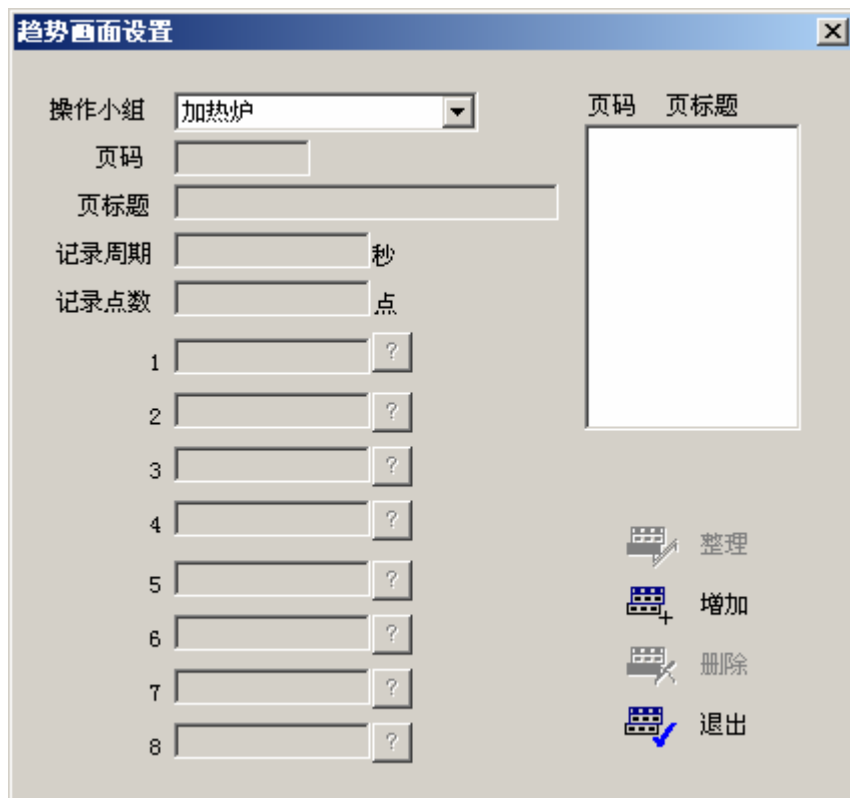 趋势画面设置
操作小组 加热炉
页码
页标题
记录周期 秒
记录点数 点
1 ?
2 ?
3 ?
4 ?
5 ?
6 ?
7 ?
8 ?
页码 页标题
整理
增加
删除
退出